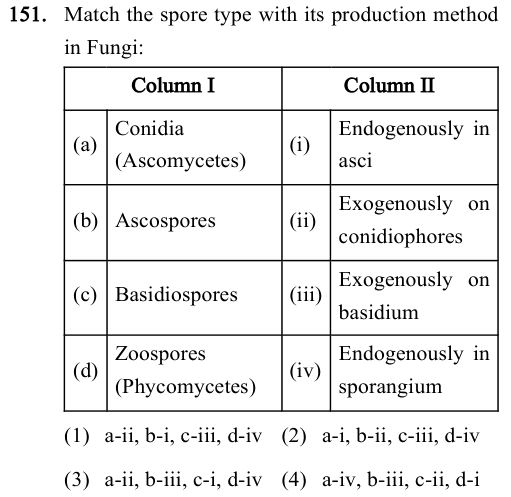 151. Match the spore type with its production method
in Fungi:
Column I Column II
(a) Conidia (Ascomycetes) (i) Endogenously in asci
(b) Ascospores (ii) Exogenously on conidiophores
(c) Basidiospores (iii) Exogenously on basidium
(d) Zoospores (Phycomycetes) (iv) Endogenously in sporangium
(1) a-ii, b-i, c-iii, d-iv (2) a-i, b-ii, c-iii, d-iv
(3) a-ii, b-iii, c-i, d-iv (4) a-iv, b-iii, c-ii, d-i